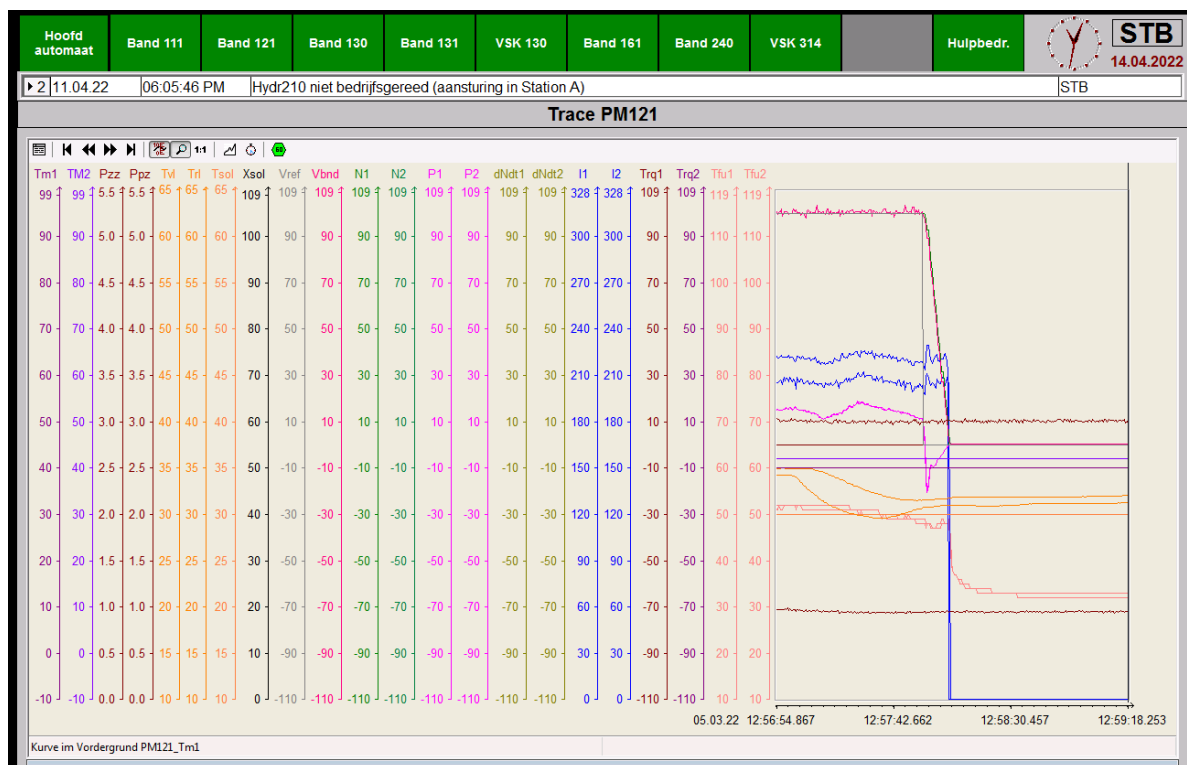 Hoofd automaat Band 111 Band 121 Band 130 Band 131 VSK 130 Band 161 Band 240 VSK 314 Hulpbedr. STB
14.04.2022
2 11.04.22 06:05:46 PM Hydr210 niet bedrijfsgereed (aansturing in Station A) STB
Trace PM121
1:1
Tm1 TM2 Pzz Ppz Tvl Trl Tsol Xsol Vref Vbnd N1 N2 P1 P2 dNdt1 dNdt2 I1 I2 Trq1 Trq2 Tfu1 Tfu2
99 99 5.5 5.5 65 65 65 109 109 109 109 109 109 109 109 109 328 328 109 109 119 119
90 90 5.0 5.0 60 60 60 100 90 90 90 90 90 90 90 90 300 300 90 90 110 110
80 80 4.5 4.5 55 55 55 90 70 70 70 70 70 70 70 70 270 270 70 70 100 100
70 70 4.0 4.0 50 50 50 80 50 50 50 50 50 50 50 50 240 240 50 50 90 90
60 60 3.5 3.5 45 45 45 70 30 30 30 30 30 30 30 30 210 210 30 30 80 80
50 50 3.0 3.0 40 40 40 60 10 10 10 10 10 10 10 10 180 180 10 10 70 70
40 40 2.5 2.5 35 35 35 50 -10 -10 -10 -10 -10 -10 -10 -10 150 150 -10 -10 60 60
30 30 2.0 2.0 30 30 30 40 -30 -30 -30 -30 -30 -30 -30 -30 120 120 -30 -30 50 50
20 20 1.5 1.5 25 25 25 30 -50 -50 -50 -50 -50 -50 -50 -50 90 90 -50 -50 40 40
10 10 1.0 1.0 20 20 20 20 -70 -70 -70 -70 -70 -70 -70 -70 60 60 -70 -70 30 30
0 0 0.5 0.5 15 15 15 10 -90 -90 -90 -90 -90 -90 -90 -90 30 30 -90 -90 20 20
-10 -10 0.0 0.0 10 10 10 0 -110 -110 -110 -110 -110 -110 -110 -110 0 0 -110 -110 10 10
05.03.22 12:56:54.867 12:57:42.662 12:58:30.457 12:59:18.253
Kurve im Vordergrund PM121_Tm1